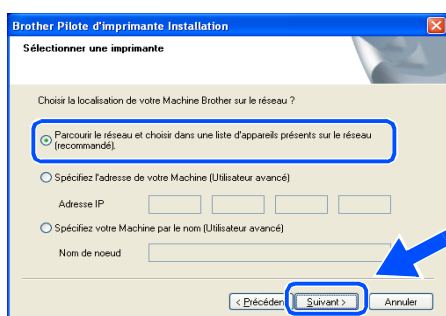 Brother Pilote d'imprimante Installation
Sélectionner une imprimante
Choisir la localisation de votre Machine Brother sur le réseau ?
Parcourir le réseau et choisir dans une liste d'appareils présents sur le réseau
(recommandé).
Spécifiez l'adresse de votre Machine (Utilisateur avancé)
Adresse IP
Spécifiez votre Machine par le nom (Utilisateur avancé)
Nom de noeud
< Précéden Suivant > Annuler